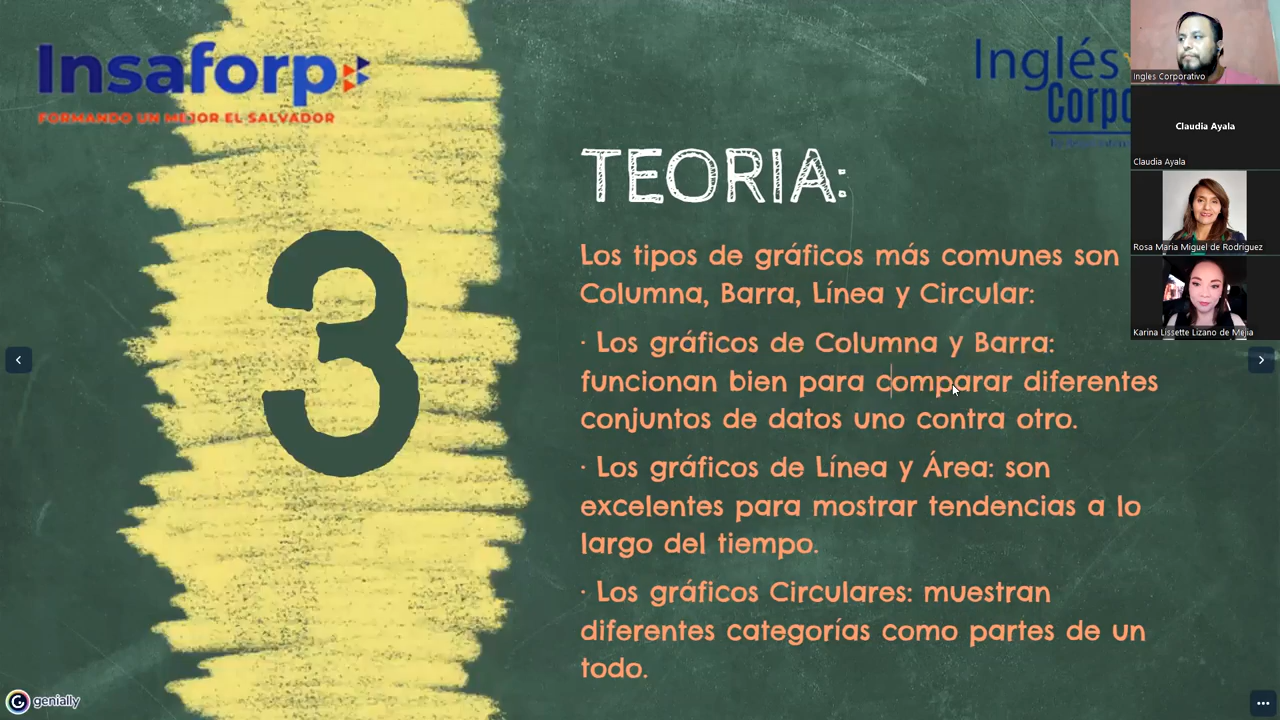 Insaforp
FORMANDO UN MEJOR EL SALVADOR
Inglés
Corpo
Ingles Corporativo
Claudia Ayala
Claudia Ayala
Rosa Maria Miguel de Rodriguez
Karina Lissette Lizano de Mejia
3
TEORIA:
Los tipos de gráficos más comunes son
Columna, Barra, Línea y Circular:
· Los gráficos de Columna y Barra:
funcionan bien para comparar diferentes
conjuntos de datos uno contra otro.
· Los gráficos de Línea y Área: son
excelentes para mostrar tendencias a lo
largo del tiempo.
· Los gráficos Circulares: muestran
diferentes categorías como partes de un
todo.
genially